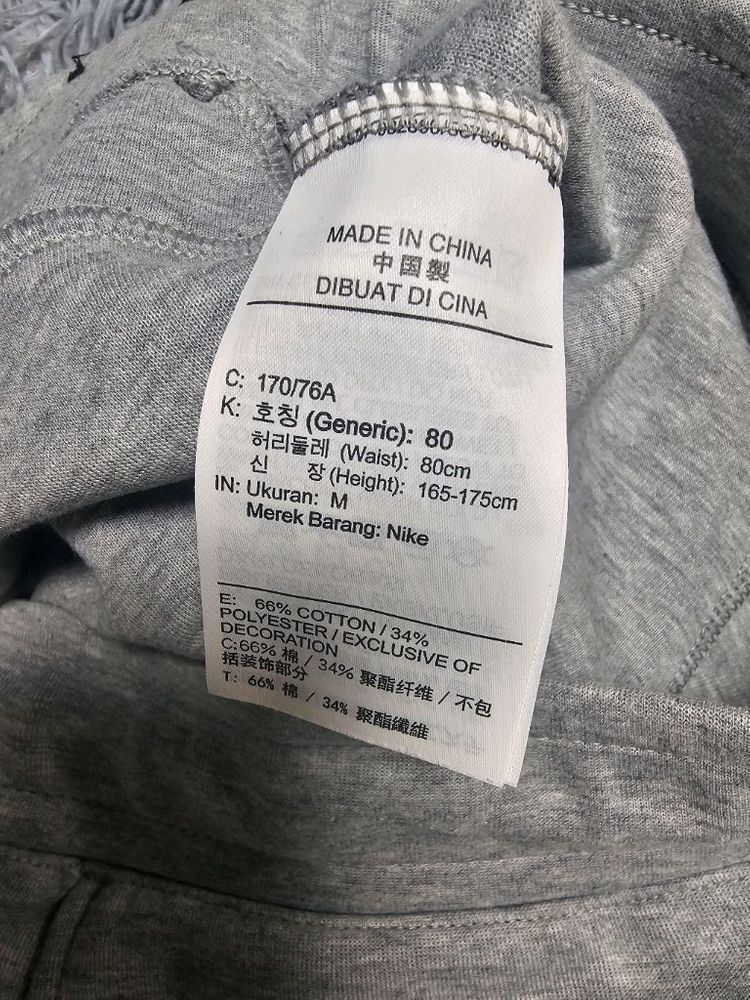 MADE IN CHINA
中国製
DIBUAT DI CINA
C: 170/76A
K: 호칭 (Generic): 80
허리둘레 (Waist): 80cm
신 장 (Height): 165-175cm
IN: Ukuran: M
Merek Barang: Nike
E: 66% COTTON / 34%
POLYESTER / EXCLUSIVE OF
DECORATION
C:66% 棉 / 34% 聚酯纤维 / 不包
括装饰部分
T: 66% 棉 / 34% 聚酯纖維